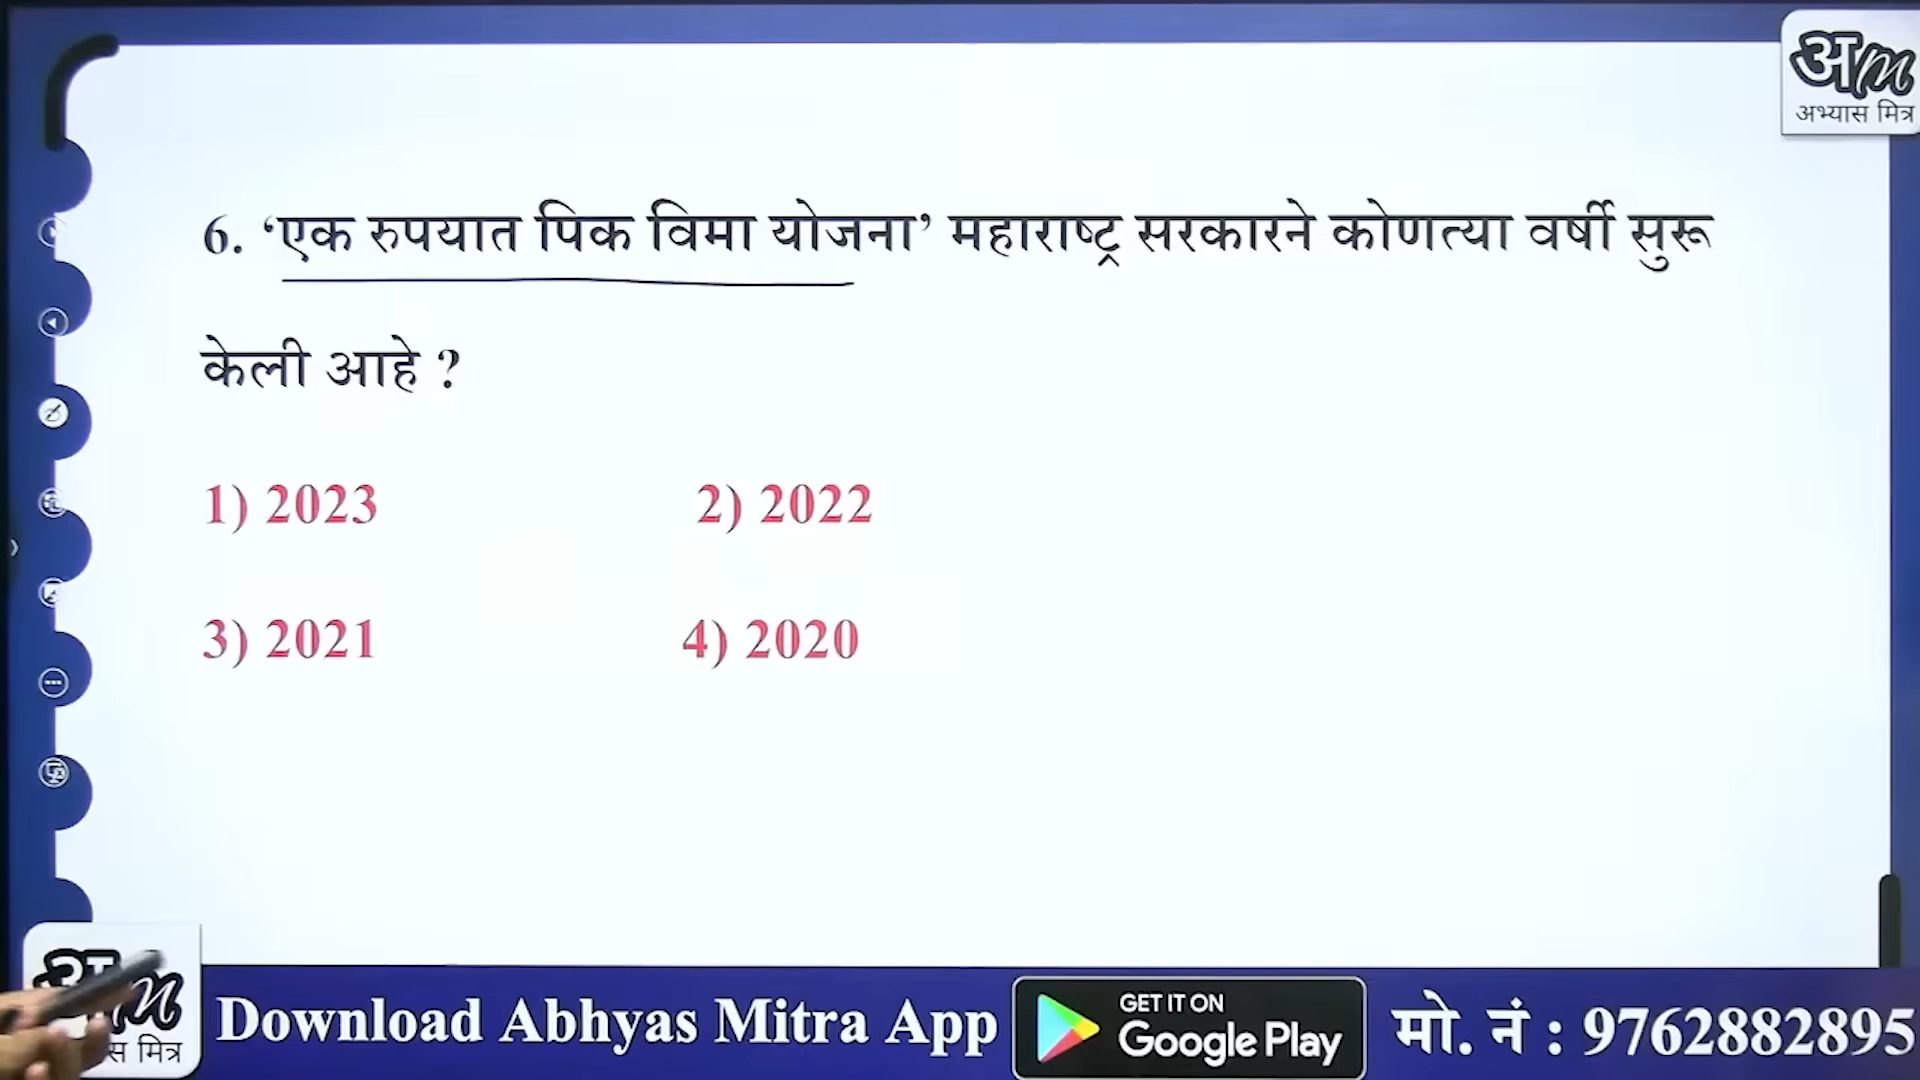 अm
अभ्यास मित्र
6. ‘एक रुपयात पिक विमा योजना’ महाराष्ट्र सरकारने कोणत्या वर्षी सुरू
केली आहे ?
1) 2023 2) 2022
3) 2021 4) 2020
Download Abhyas Mitra App
GET IT ON
Google Play
मो. नं : 9762882895